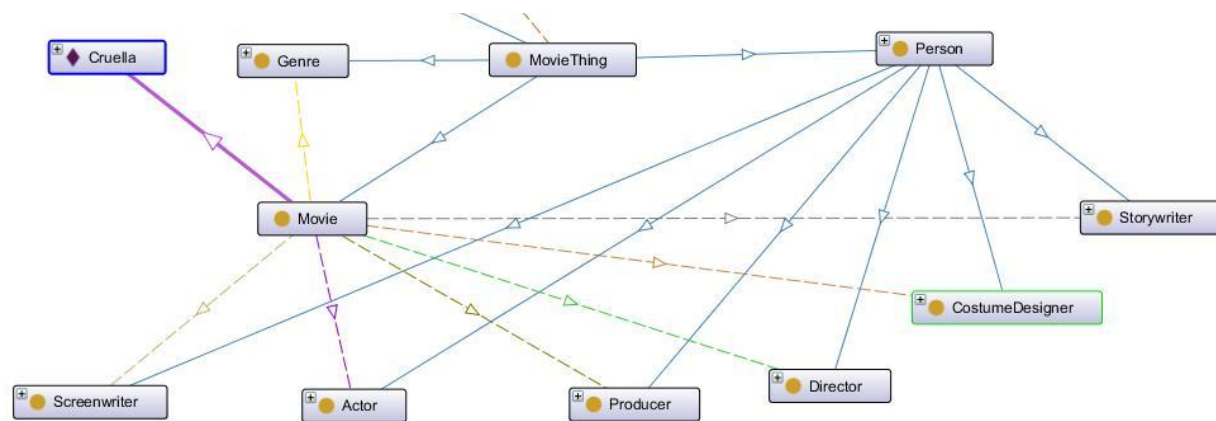 Cruella
Genre
MovieThing
Person
Movie
Storywriter
CostumeDesigner
Screenwriter
Actor
Producer
Director